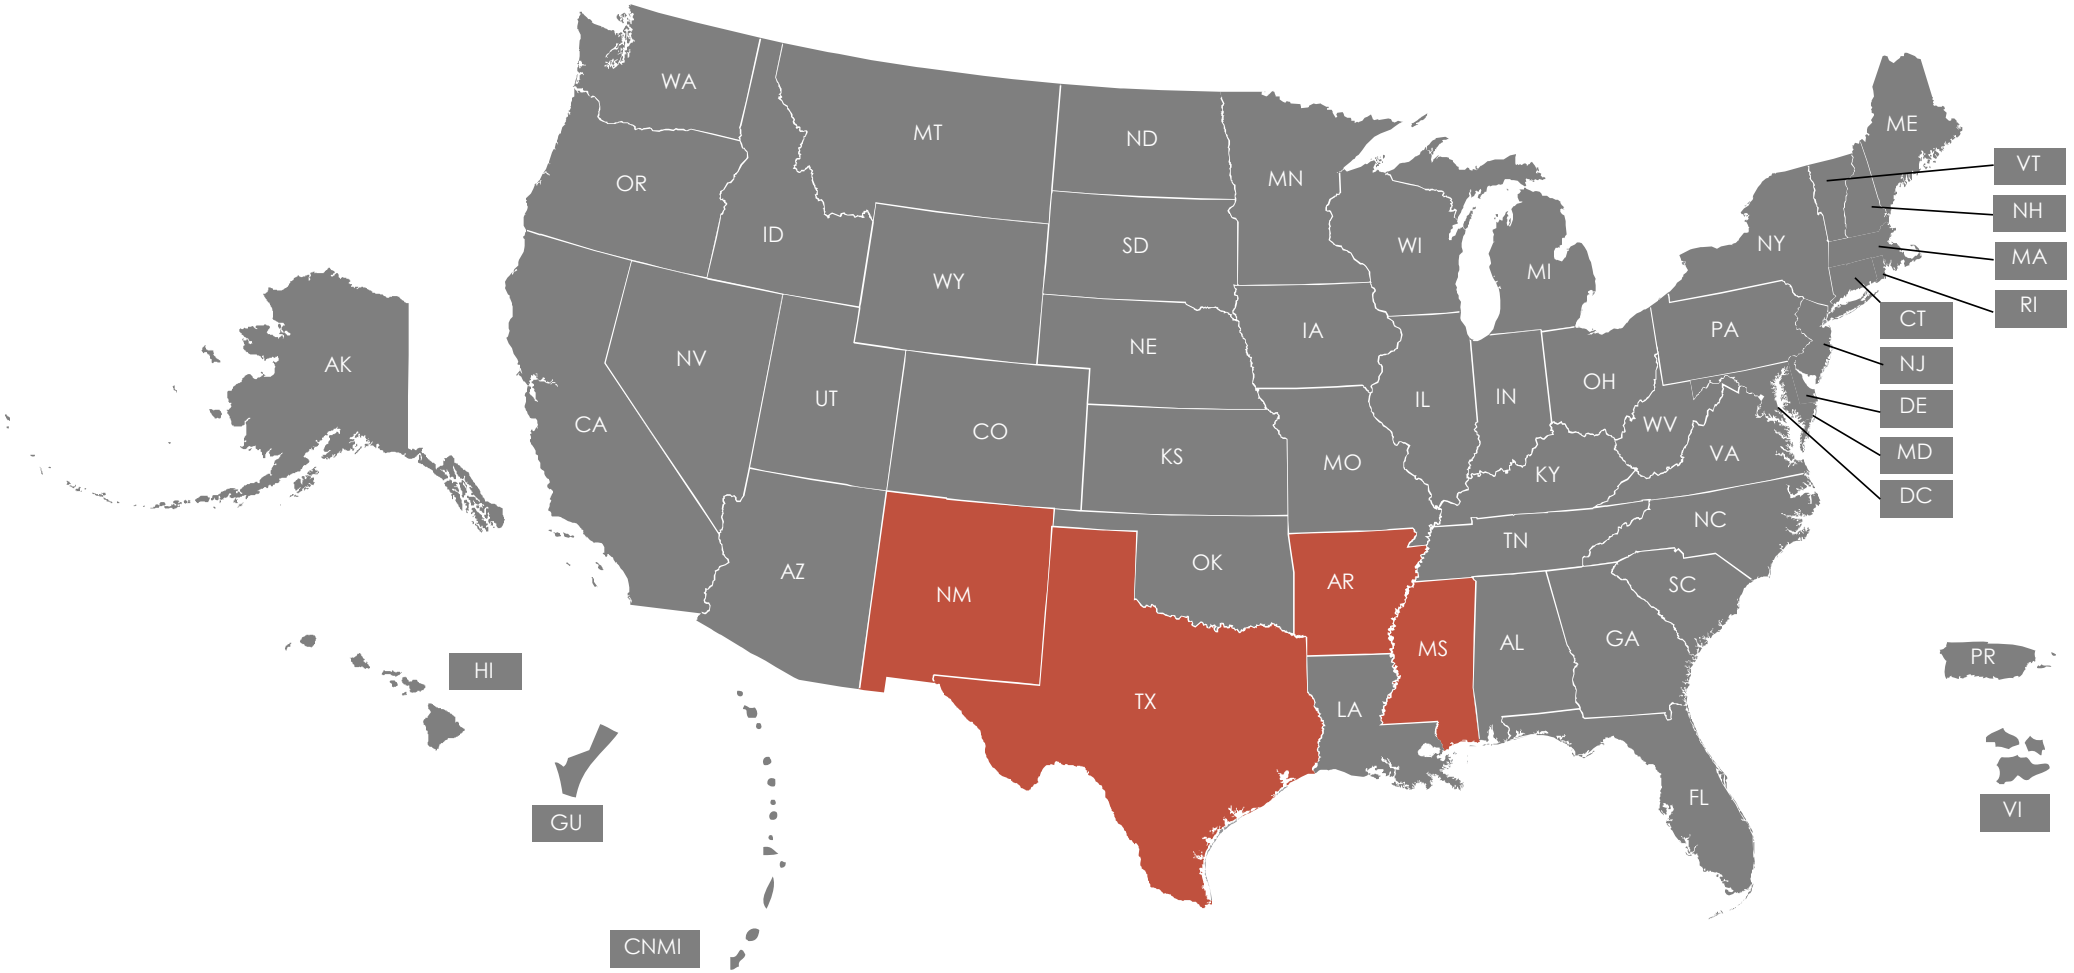 WA
MT
ND
MN
ME
VT
OR
ID
SD
WI
MI
NY
NH
MA
WY
RI
CT
IA
PA
NE
NV
AK
UT
NJ
OH
IN
IL
DE
CO
CA
WV
KS
MO
VA
MD
KY
DC
NC
TN
OK
AZ
AR
SC
NM
GA
AL
MS
PR
HI
TX
LA
FL
VI
GU
CNMI